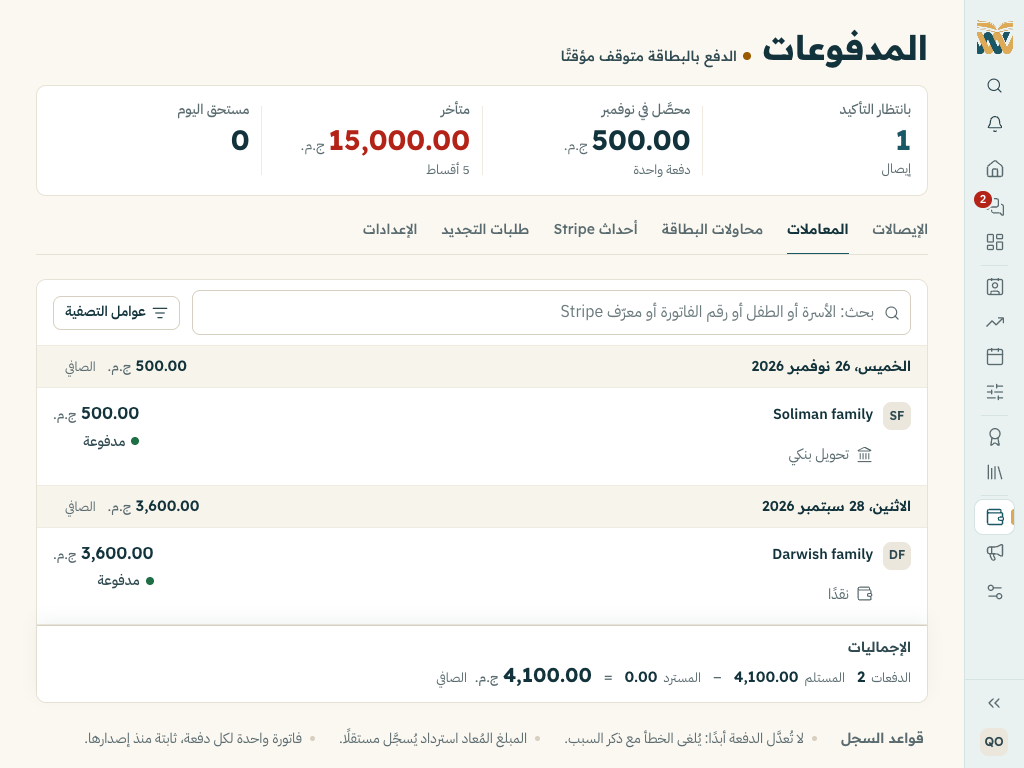 المدفوعات
الدفع بالبطاقة متوقف مؤقتًا
بانتظار التأكيد
1
إيصال
محصَّل في نوفمبر
500.00 ج.م.
دفعة واحدة
متأخر
15,000.00 ج.م.
5 أقساط
مستحق اليوم
0
الإيصالات
المعاملات
محاولات البطاقة
أحداث Stripe
طلبات التجديد
الإعدادات
بحث: الأسرة أو الطفل أو رقم الفاتورة أو معرّف Stripe
عوامل التصفية
الخميس، 26 نوفمبر 2026
500.00 ج.م. الصافي
SF
Soliman family
500.00 ج.م.
تحويل بنكي
مدفوعة
الاثنين، 28 سبتمبر 2026
3,600.00 ج.م. الصافي
DF
Darwish family
3,600.00 ج.م.
نقدًا
مدفوعة
الإجماليات
الدفعات 2 المستلم 4,100.00 – المسترد 0.00 = 4,100.00 ج.م. الصافي
قواعد السجل
لا تُعدَّل الدفعة أبدًا: يُلغى الخطأ مع ذكر السبب.
المبلغ المُعاد استرداد يُسجَّل مستقلًا.
فاتورة واحدة لكل دفعة، ثابتة منذ إصدارها.
2
QO